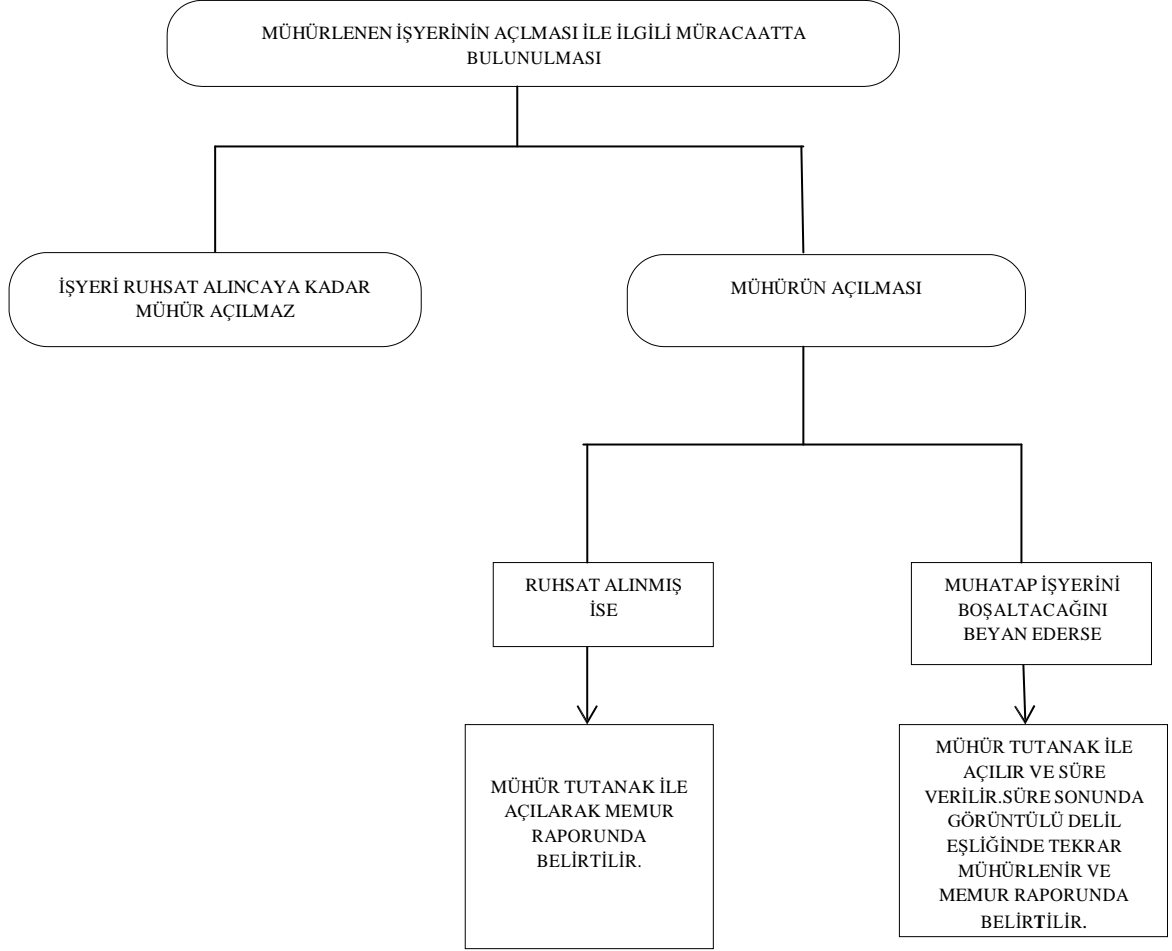 MÜHÜRLENEN İŞYERİNİN AÇLMASI İLE İLGİLİ MÜRACAATTA
BULUNULMASI
İŞYERİ RUHSAT ALINCAYA KADAR
MÜHÜR AÇILMAZ
MÜHÜRÜN AÇILMASI
RUHSAT ALINMIŞ
İSE
MUHATAP İŞYERİNİ
BOŞALTACAĞINI
BEYAN EDERSE
MÜHÜR TUTANAK İLE
AÇILARAK MEMUR
RAPORUNDA
BELİRTİLİR.
MÜHÜR TUTANAK İLE
AÇILIR VE SÜRE
VERİLİR.SÜRE SONUNDA
GÖRÜNTÜLÜ DELİL
EŞLİĞİNDE TEKRAR
MÜHÜRLENİR VE
MEMUR RAPORUNDA
BELİRTİLİR.